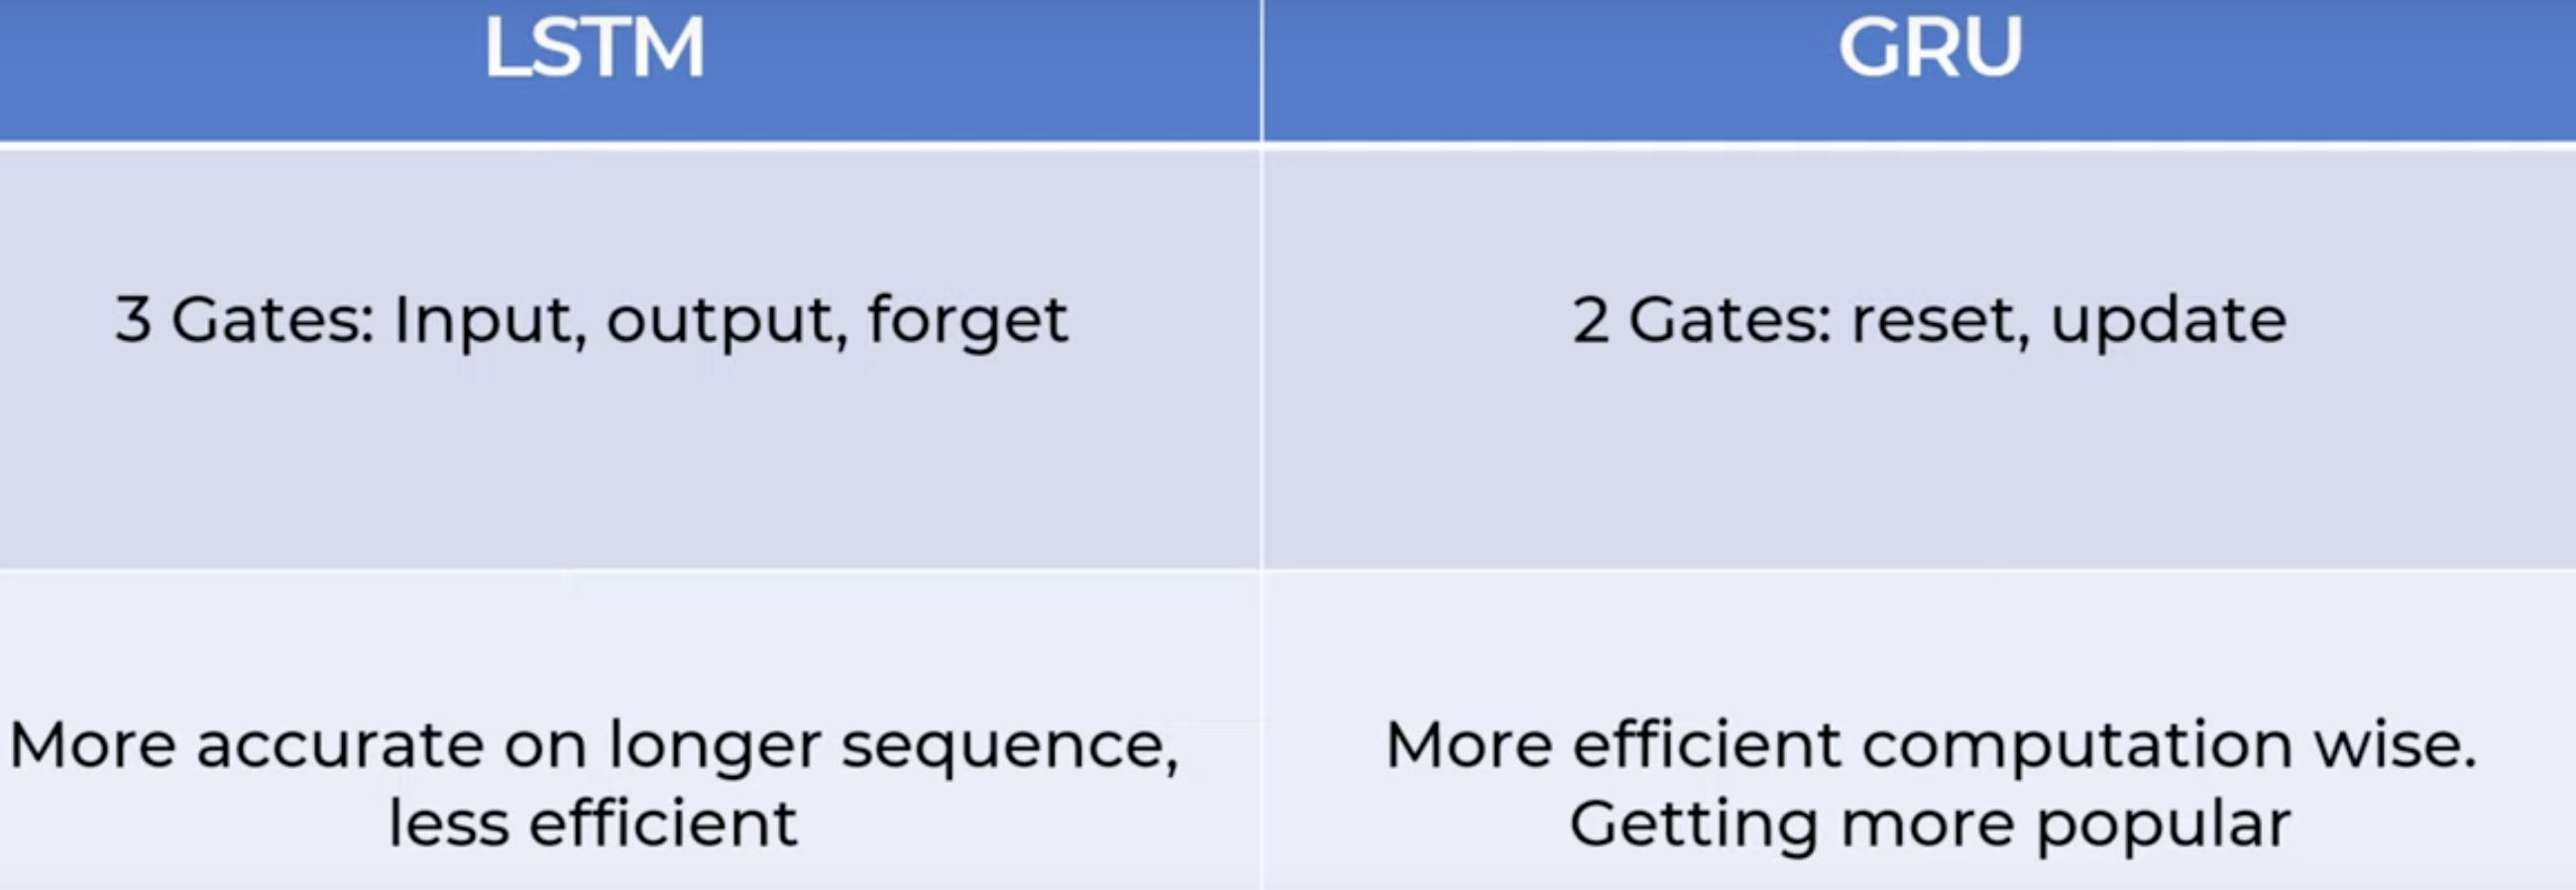 LSTM
GRU
3 Gates: Input, output, forget
2 Gates: reset, update
More accurate on longer sequence,
less efficient
More efficient computation wise.
Getting more popular